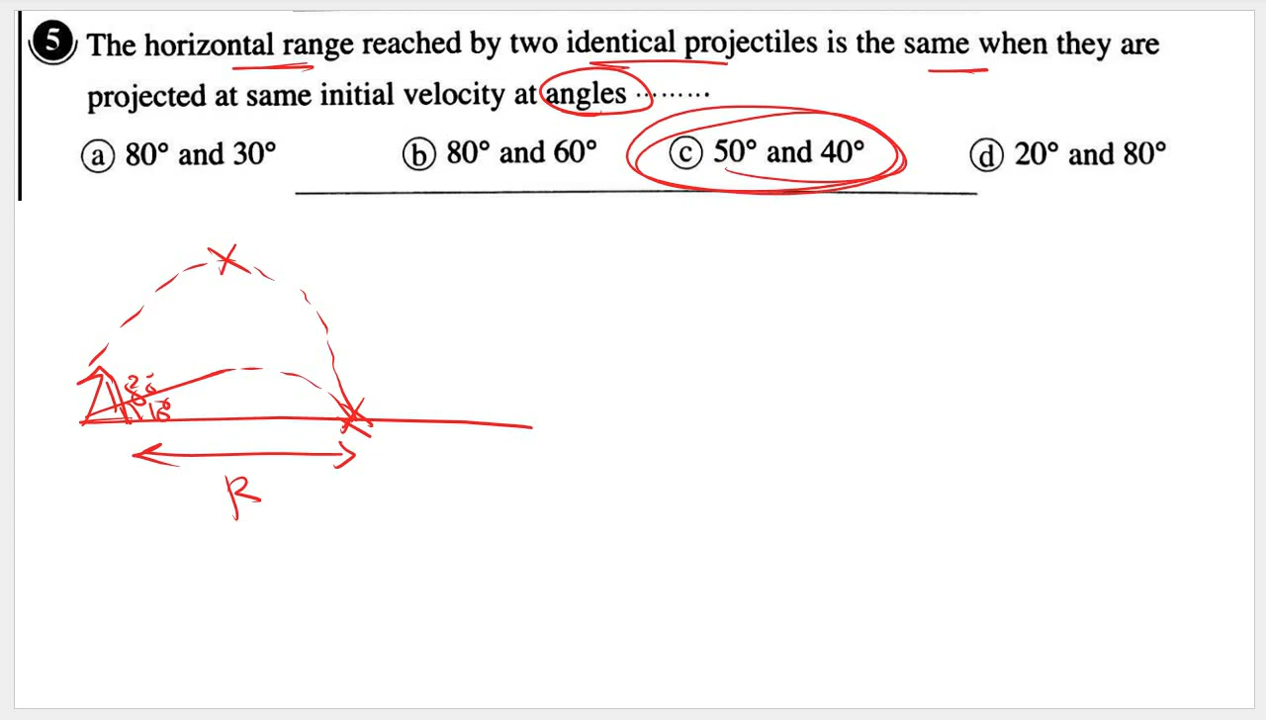 5 The horizontal range reached by two identical projectiles is the same when they are
projected at same initial velocity at angles ........
a 80° and 30° b 80° and 60° c 50° and 40° d 20° and 80°
R